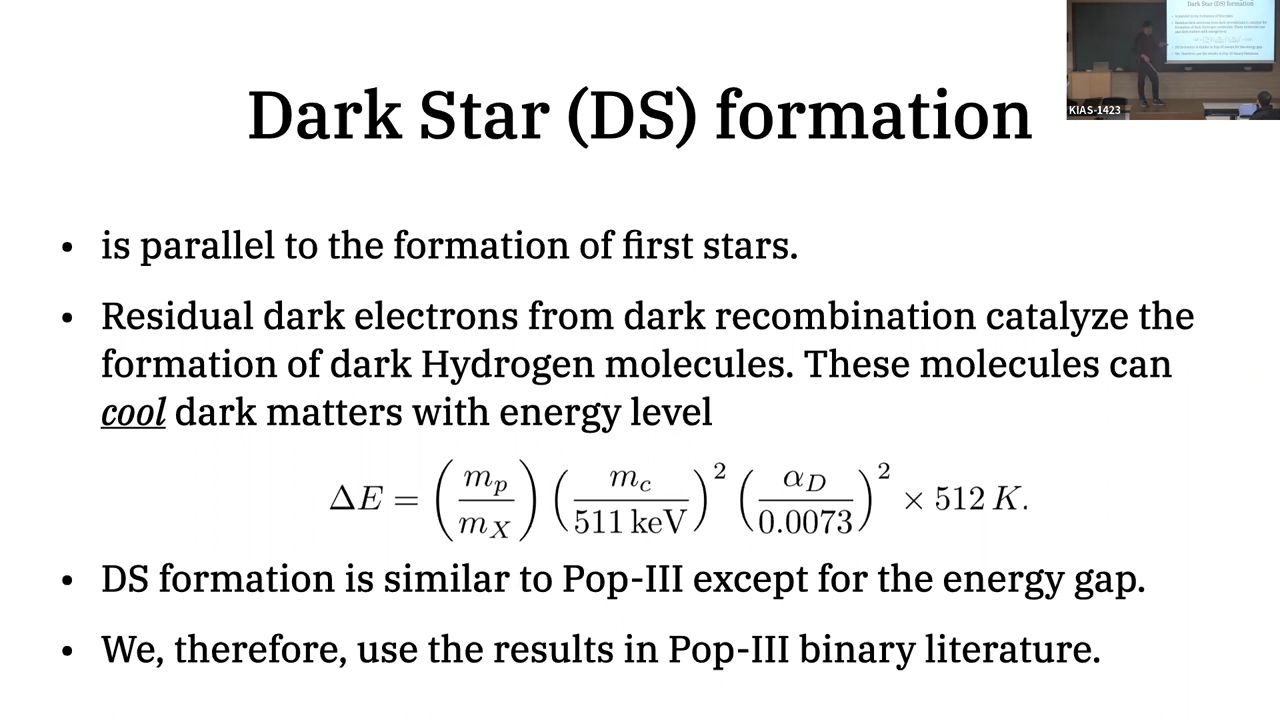 Dark Star (DS) formation
KIAS-1423
• is parallel to the formation of first stars.
• Residual dark electrons from dark recombination catalyze the
formation of dark Hydrogen molecules. These molecules can
cool dark matters with energy level
ΔE = (m_p / m_X) (m_c / 511 keV)^2 (α_D / 0.0073)^2 × 512 K.
• DS formation is similar to Pop-III except for the energy gap.
• We, therefore, use the results in Pop-III binary literature.